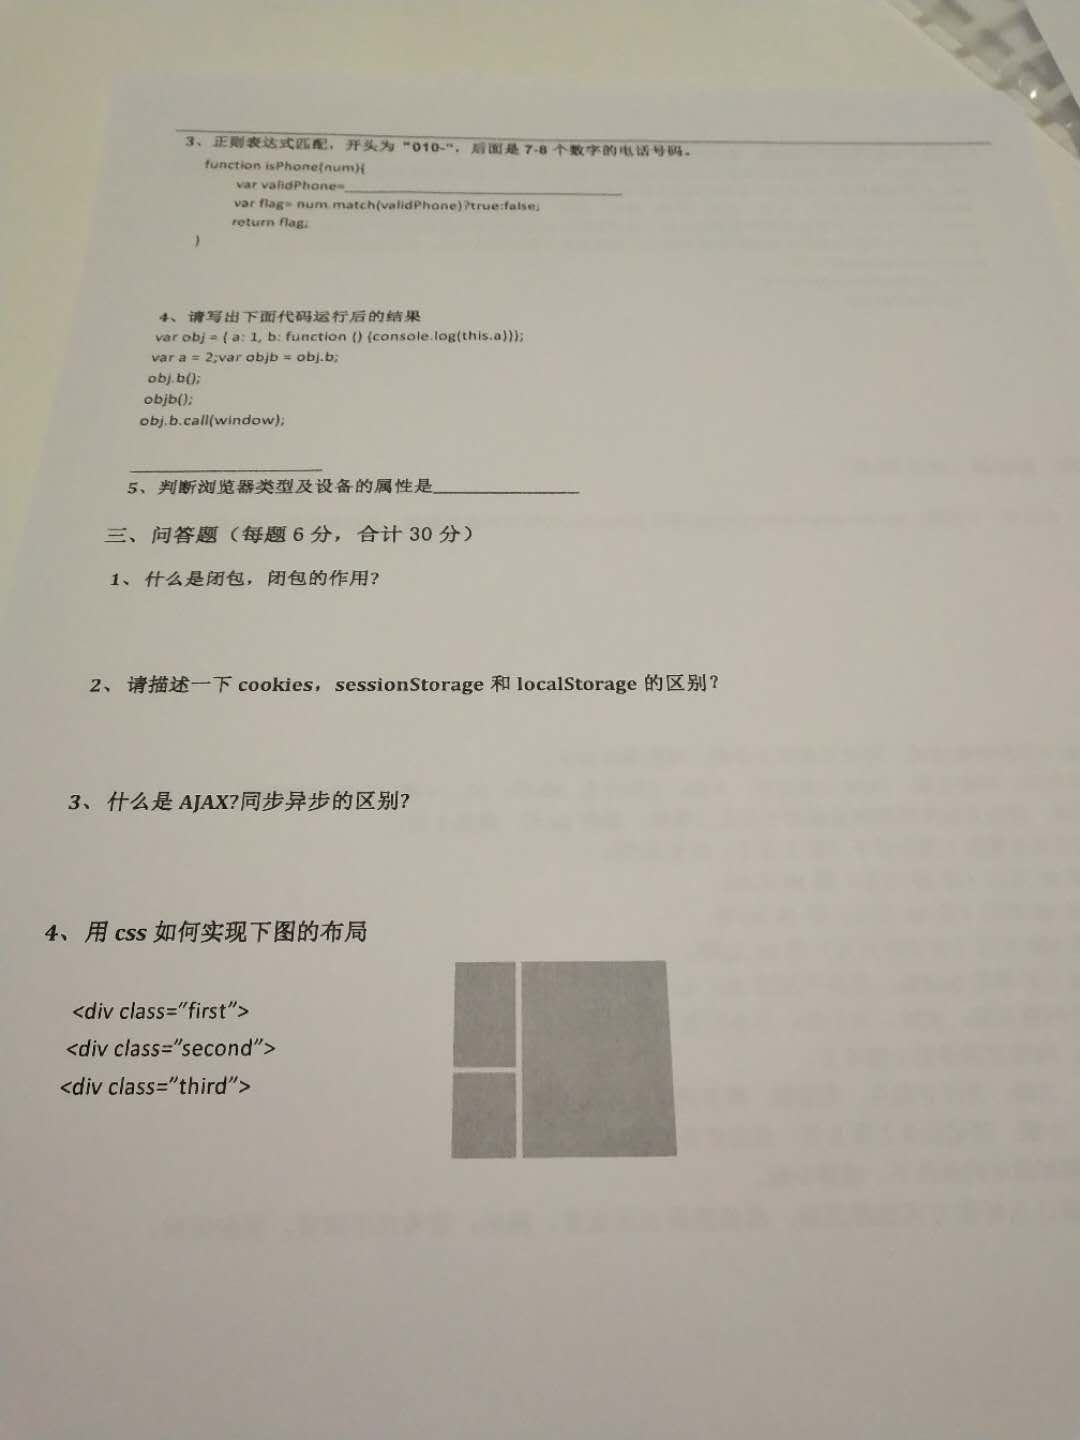 3、正则表达式匹配，开头为“010-“，后面是 7-8 个数字的电话号码。
function isPhone(num){
var validPhone=
var flag= num.match(validPhone)?true:false;
return flag;
}
4、请写出下面代码运行后的结果
var obj = { a: 1, b: function () {console.log(this.a)}};
var a = 2;var objb = obj.b;
obj.b();
objb();
obj.b.call(window);
5、判断浏览器类型及设备的属性是
三、问答题（每题 6 分，合计 30 分）
1、什么是闭包，闭包的作用?
2、请描述一下 cookies，sessionStorage 和 localStorage 的区别?
3、什么是 AJAX?同步异步的区别?
4、用 css 如何实现下图的布局
<div class=”first”>
<div class=”second”>
<div class=”third”>